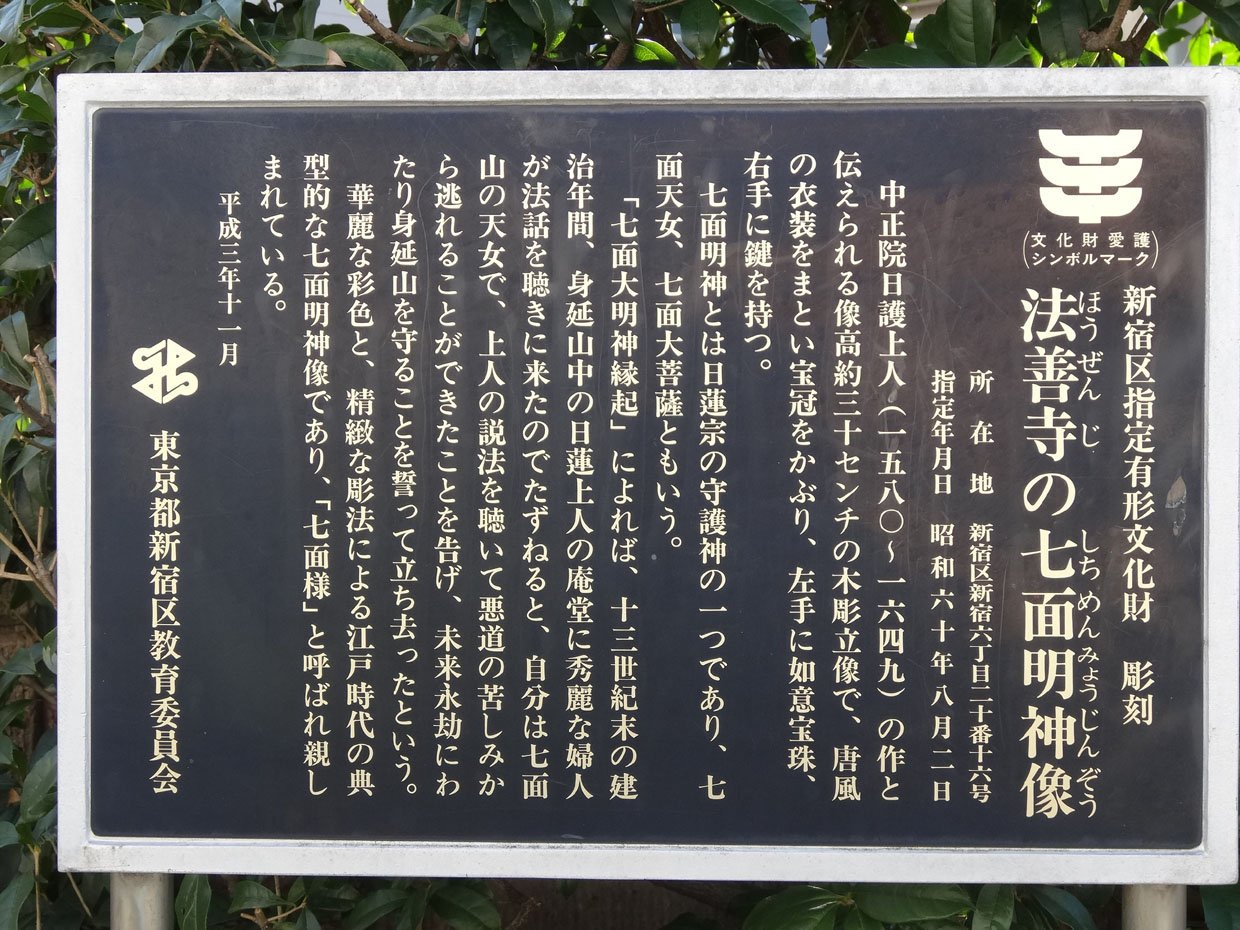 文化財愛護
シンボルマーク
新宿区指定有形文化財　彫刻
ほうぜんじ　しちめんみょうじんぞう
法善寺の七面明神像
所在地　新宿区新宿六丁目二十番十六号
指定年月日　昭和六十年八月二日
中正院日護上人（一五八〇～一六四九）の作と
伝えられる像高約三十センチの木彫立像で、唐風
の衣装をまとい宝冠をかぶり、左手に如意宝珠、
右手に鍵を持つ。
七面明神とは日蓮宗の守護神の一つであり、七
面天女、七面大菩薩ともいう。
「七面大明神縁起」によれば、十三世紀末の建
治年間、身延山中の日蓮上人の庵堂に秀麗な婦人
が法話を聴きに来たのでたずねると、自分は七面
山の天女で、上人の説法を聴いて悪道の苦しみか
ら逃れることができたことを告げ、未来永劫にわ
たり身延山を守ることを誓って立ち去ったという。
華麗な彩色と、精緻な彫法による江戸時代の典
型的な七面明神像であり、「七面様」と呼ばれ親し
まれている。
平成三年十一月
東京都新宿区教育委員会